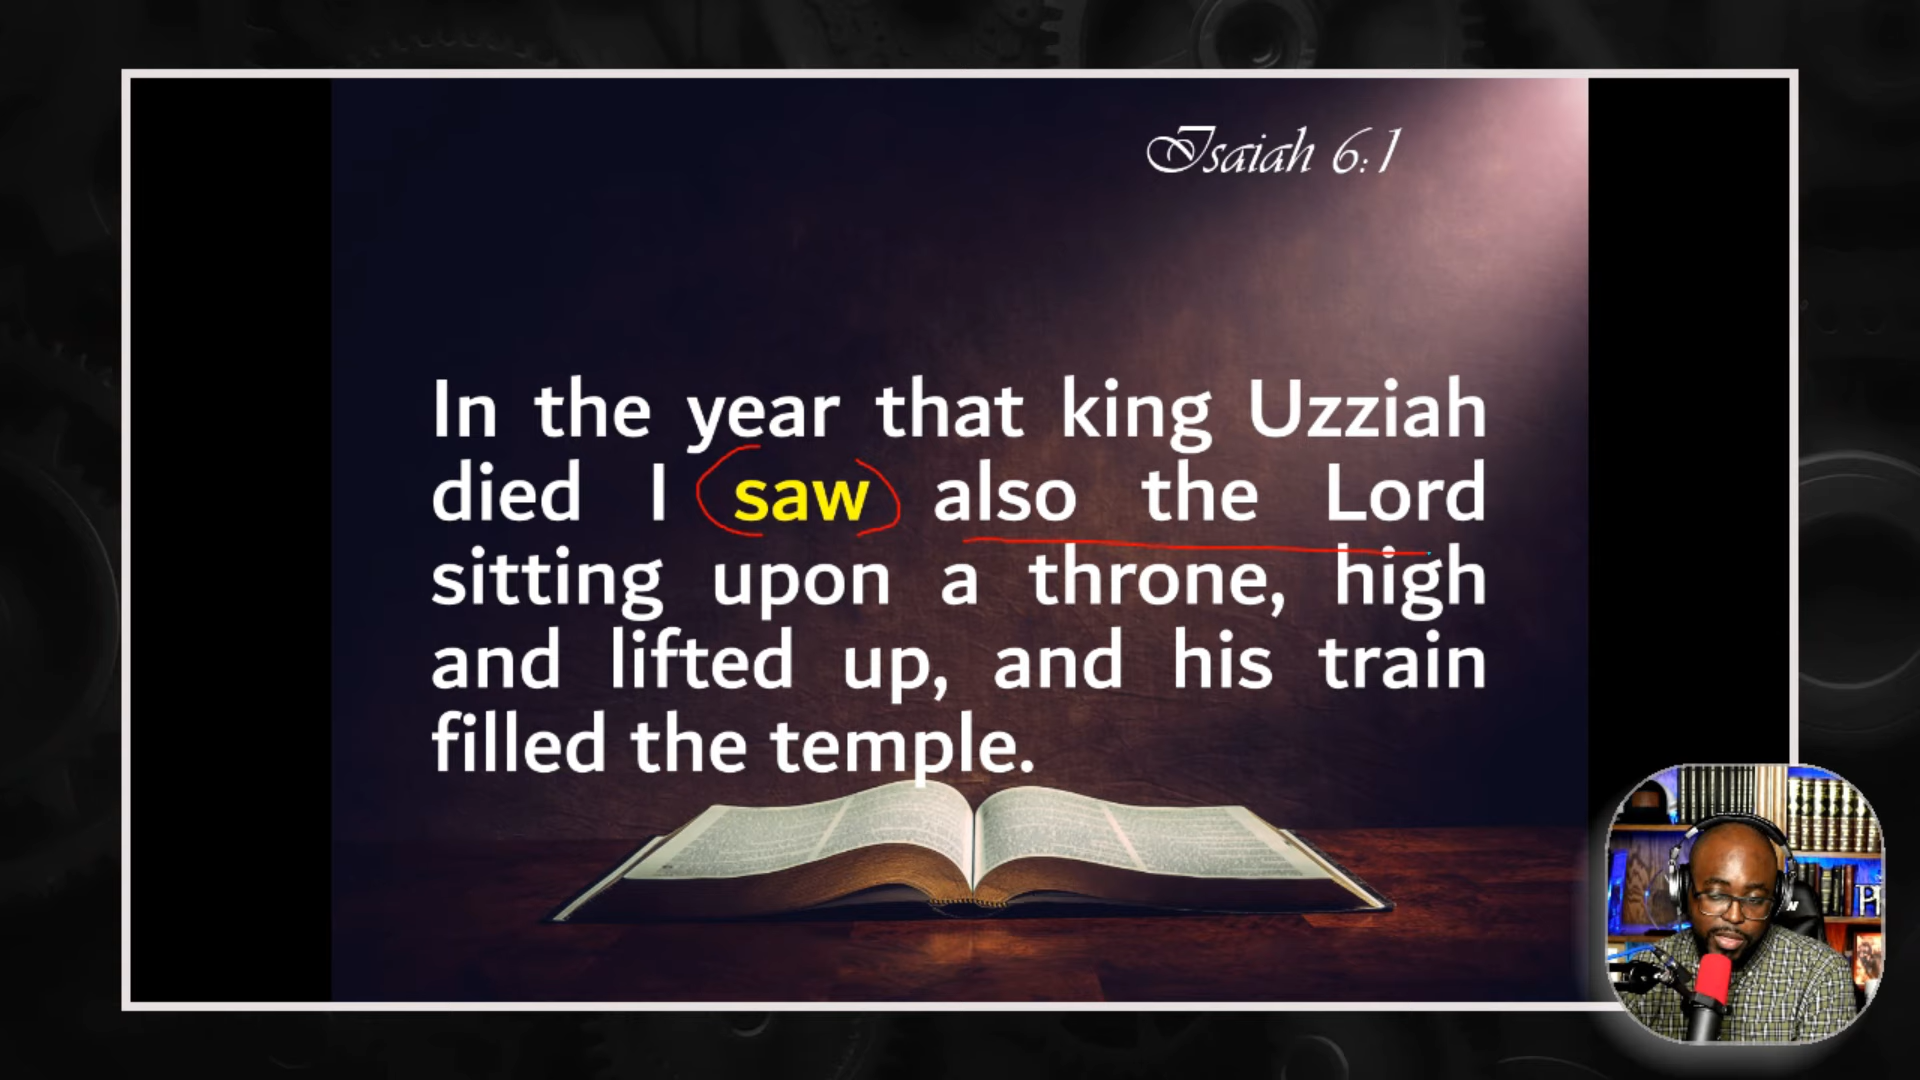 Isaiah 6:1
In the year that king Uzziah
died I saw also the Lord
sitting upon a throne, high
and lifted up, and his train
filled the temple.